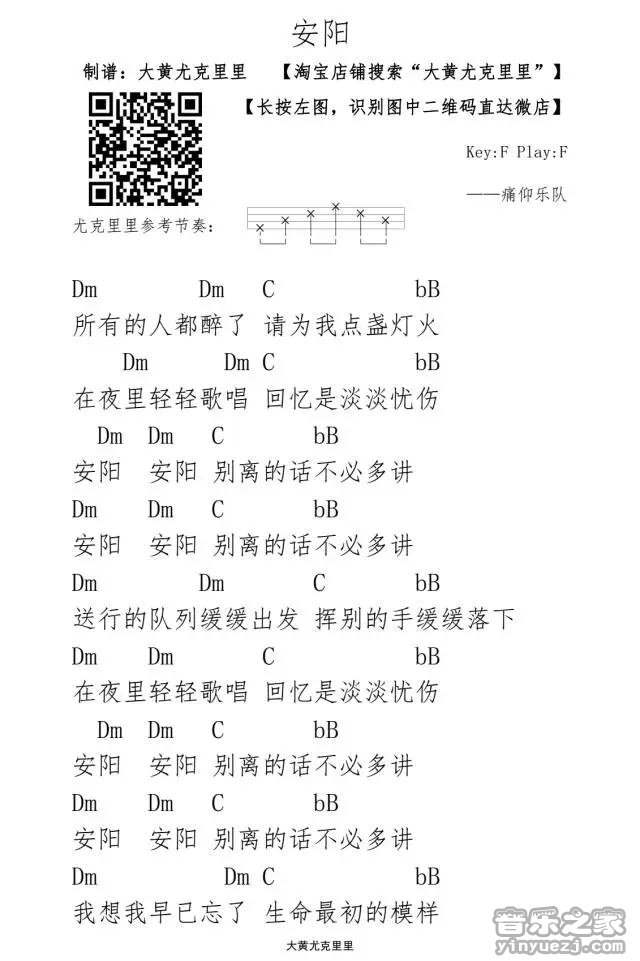 安阳
制谱：大黄尤克里里 【淘宝店铺搜索“大黄尤克里里”】
【长按左图，识别图中二维码直达微店】
Key:F Play:F
——痛仰乐队
尤克里里参考节奏：
Dm Dm C bB
所有的人都醉了 请为我点盏灯火
Dm Dm C bB
在夜里轻轻歌唱 回忆是淡淡忧伤
Dm Dm C bB
安阳 安阳 别离的话不必多讲
Dm Dm C bB
安阳 安阳 别离的话不必多讲
Dm Dm C bB
送行的队列缓缓出发 挥别的手缓缓落下
Dm Dm C bB
在夜里轻轻歌唱 回忆是淡淡忧伤
Dm Dm C bB
安阳 安阳 别离的话不必多讲
Dm Dm C bB
安阳 安阳 别离的话不必多讲
Dm Dm C bB
我想我早已忘了 生命最初的模样
大黄尤克里里
音乐之家
yinyuezj.com